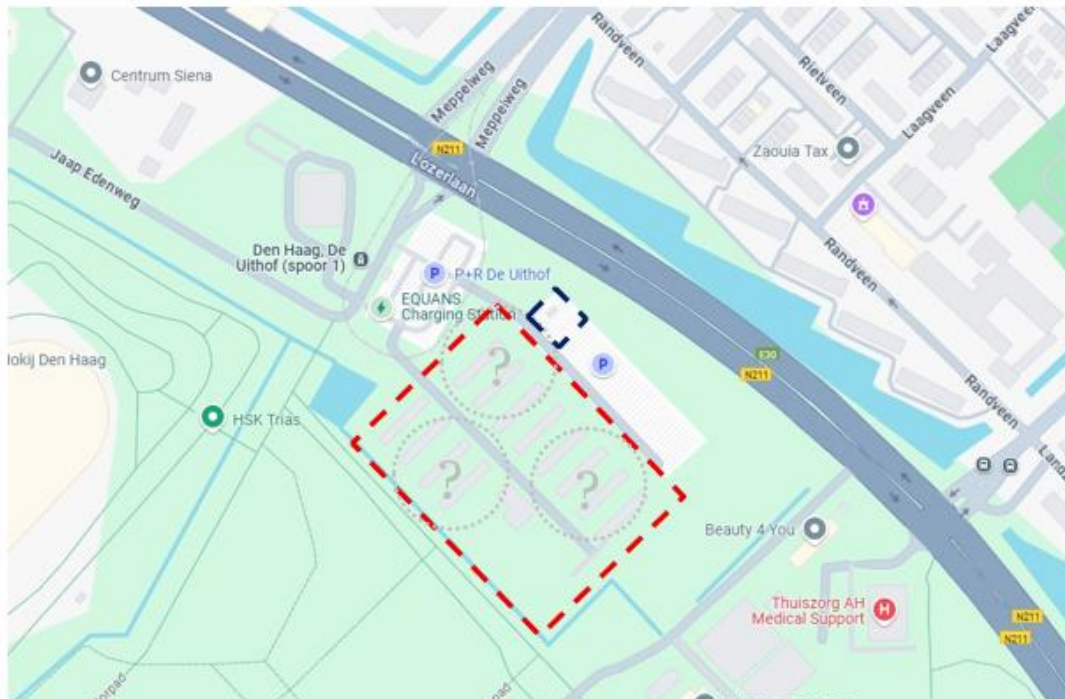 Centrum Siena
Meppelweg
Meppelweg
Randveen
Rielveen
Laagveen
Laagveen
Zaouia Tax
N211
Lozerlaan
Jaap Edenweg
Den Haag, De
Uithof (spoor 1)
P
P+R De Uithof
EQUANS
Charging Station
Randveen
E30
N211
Randveen
P
Den Haag
HSK Trias
?
?
?
Beauty 4 You
Thuiszorg AH
Medical Support
H
N211
N211